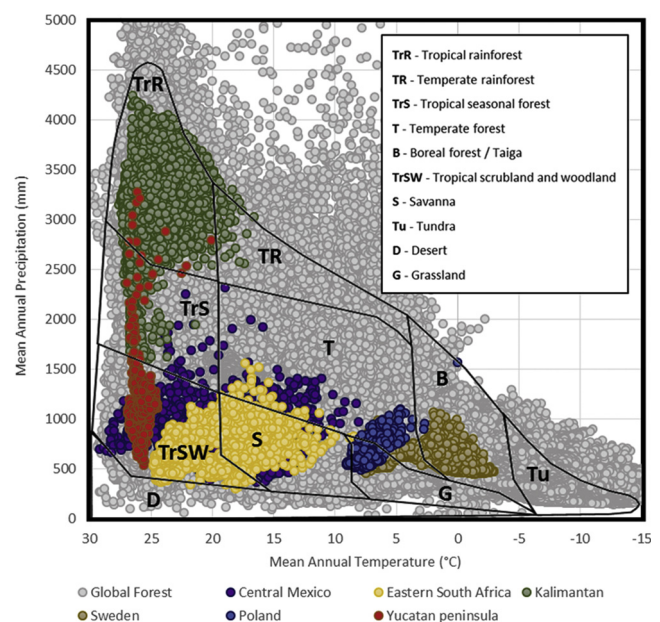 5000
4500
4000
3500
3000
2500
2000
1500
1000
500
0
Mean Annual Precipitation (mm)
TrR
TR
TrS
T
B
TrSW
S
D
G
Tu
TrR - Tropical rainforest
TR - Temperate rainforest
TrS - Tropical seasonal forest
T - Temperate forest
B - Boreal forest / Taiga
TrSW - Tropical scrubland and woodland
S - Savanna
Tu - Tundra
D - Desert
G - Grassland
30 25 20 15 10 5 0 -5 -10 -15
Mean Annual Temperature (°C)
Global Forest Central Mexico Eastern South Africa Kalimantan
Sweden Poland Yucatan peninsula